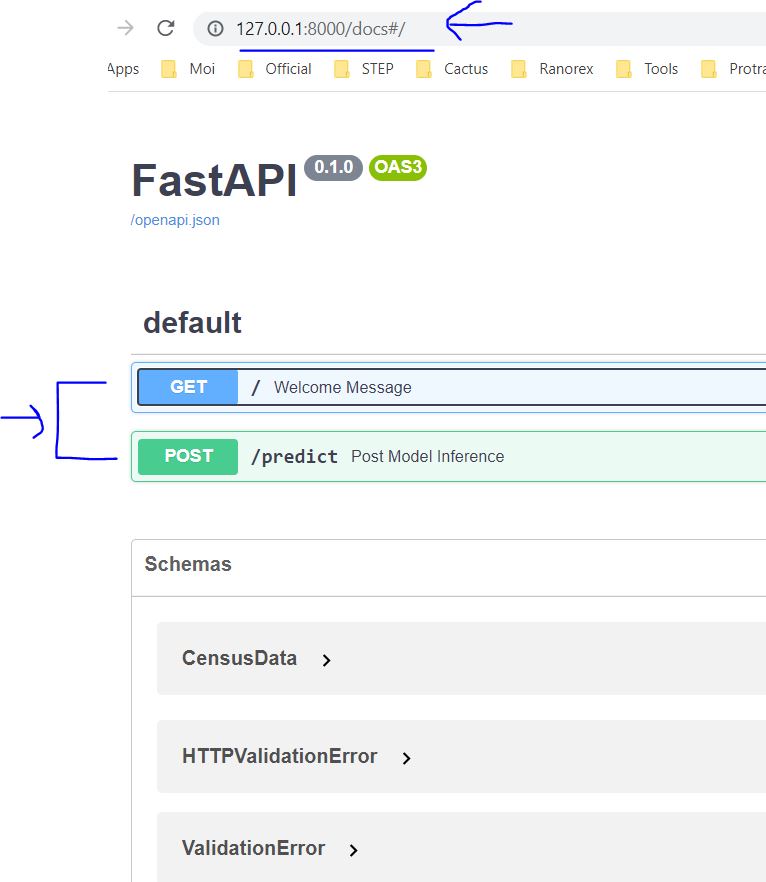 127.0.0.1:8000/docs#/
Apps Moi Official STEP Cactus Ranorex Tools Protra
FastAPI 0.1.0 OAS3
/openapi.json
default
GET / Welcome Message
POST /predict Post Model Inference
Schemas
CensusData
HTTPValidationError
ValidationError